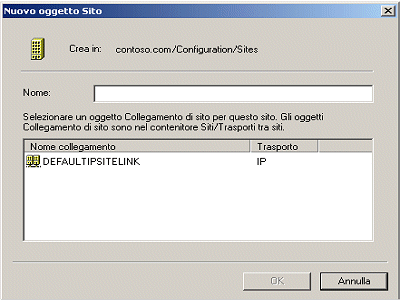 Nuovo oggetto Sito
Crea in: contoso.com/Configuration/Sites
Nome:
Selezionare un oggetto Collegamento di sito per questo sito. Gli oggetti
Collegamento di sito sono nel contenitore Siti/Trasporti tra siti.
Nome collegamento Trasporto
DEFAULTIPSITELINK IP
OK Annulla